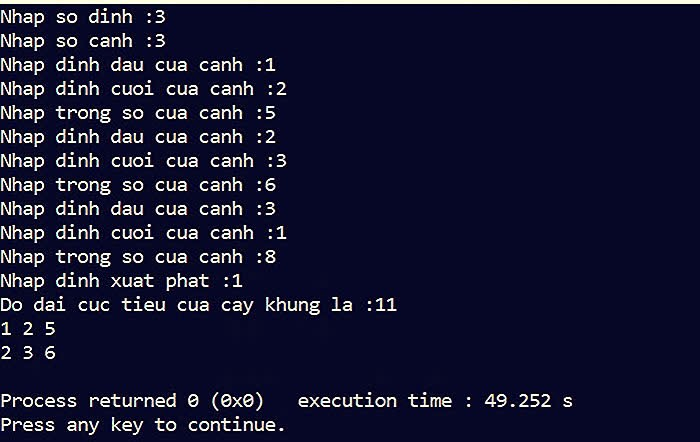 Nhap so dinh :3
Nhap so canh :3
Nhap dinh dau cua canh :1
Nhap dinh cuoi cua canh :2
Nhap trong so cua canh :5
Nhap dinh dau cua canh :2
Nhap dinh cuoi cua canh :3
Nhap trong so cua canh :6
Nhap dinh dau cua canh :3
Nhap dinh cuoi cua canh :1
Nhap trong so cua canh :8
Nhap dinh xuat phat :1
Do dai cuc tieu cua cay khung la :11
1 2 5
2 3 6
Process returned 0 (0x0)   execution time : 49.252 s
Press any key to continue.